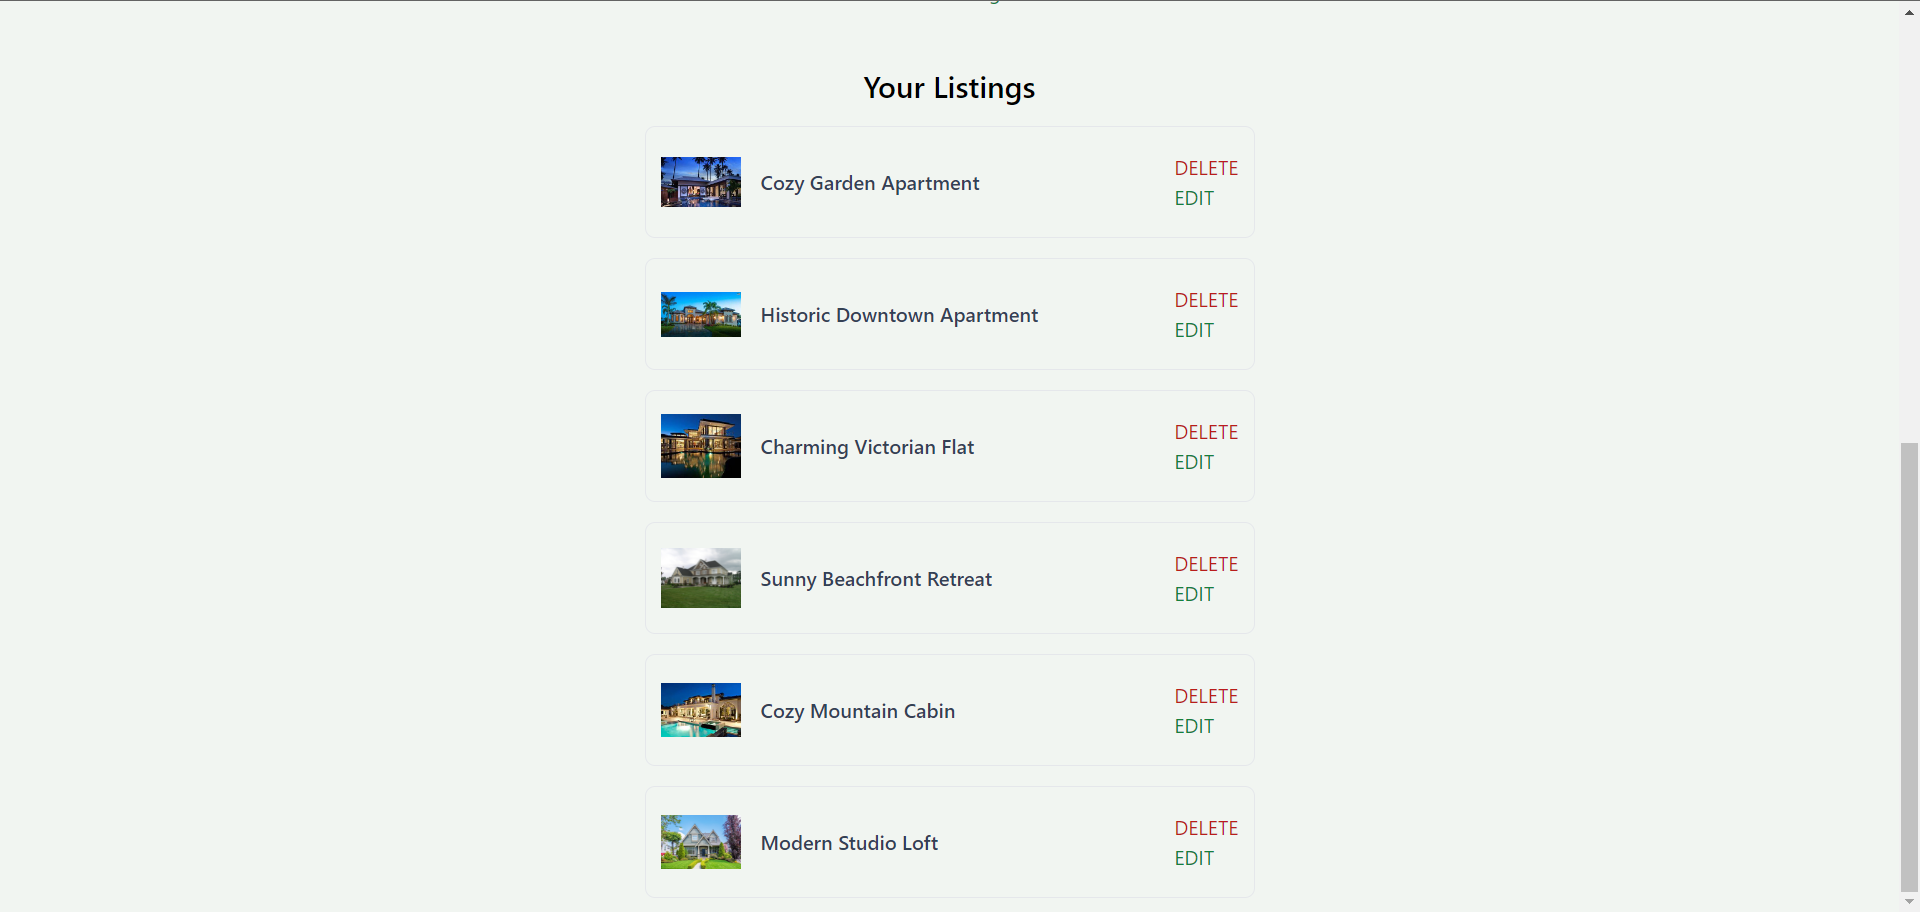 Your Listings
Cozy Garden Apartment
DELETE
EDIT
Historic Downtown Apartment
DELETE
EDIT
Charming Victorian Flat
DELETE
EDIT
Sunny Beachfront Retreat
DELETE
EDIT
Cozy Mountain Cabin
DELETE
EDIT
Modern Studio Loft
DELETE
EDIT